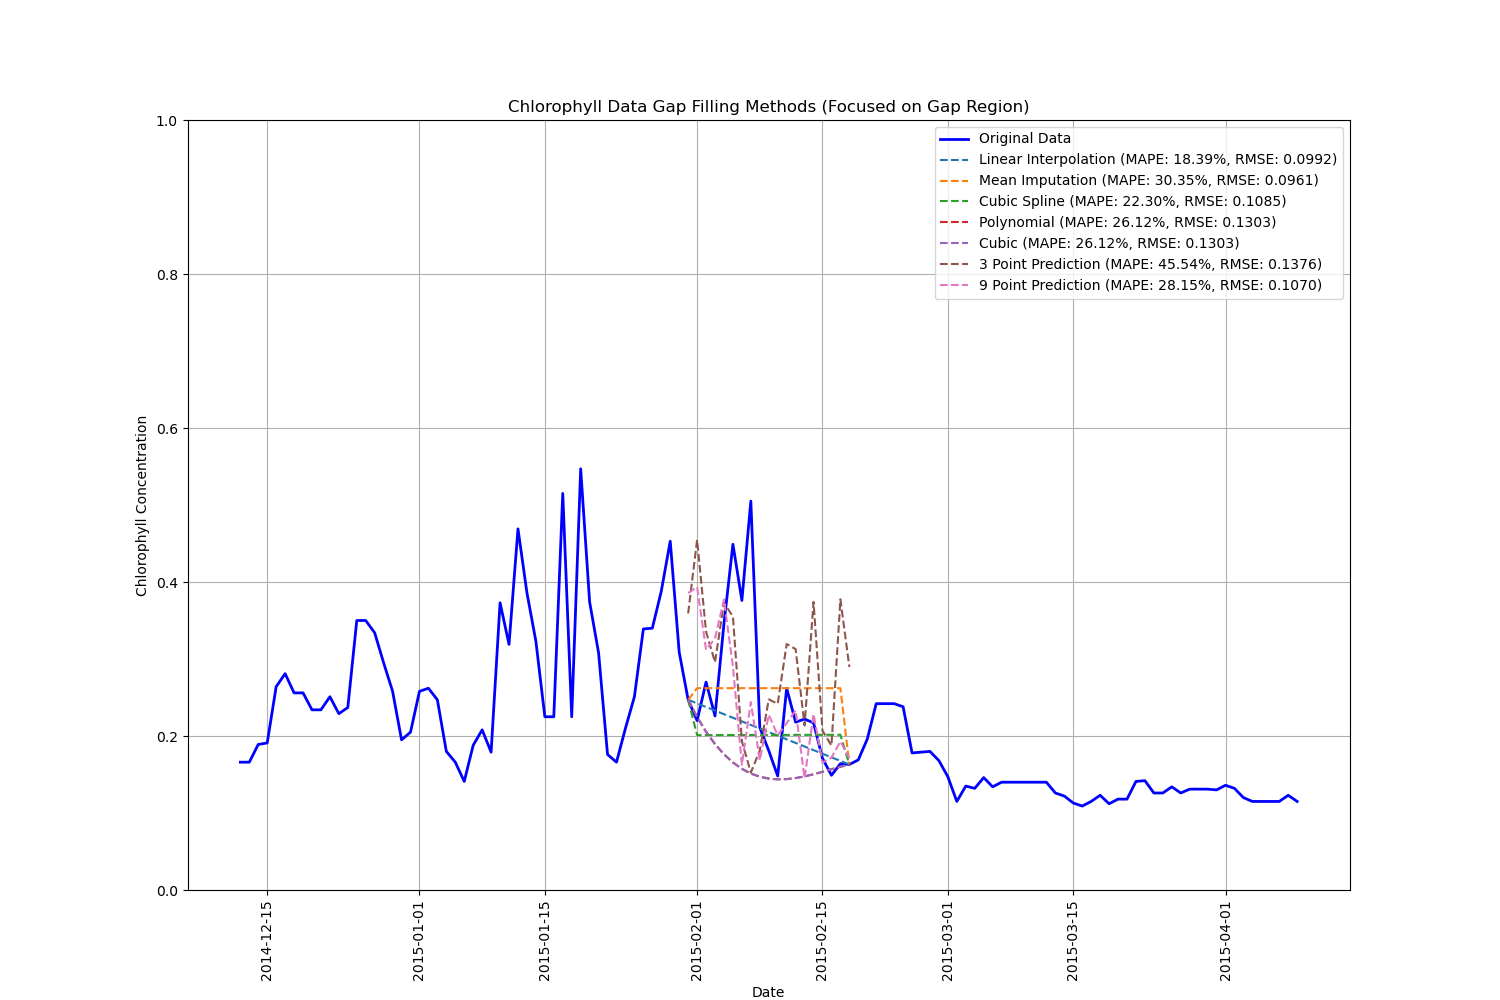 Chlorophyll Data Gap Filling Methods (Focused on Gap Region)
1.0
0.8
0.6
0.4
0.2
0.0
Chlorophyll Concentration
Original Data
Linear Interpolation (MAPE: 18.39%, RMSE: 0.0992)
Mean Imputation (MAPE: 30.35%, RMSE: 0.0961)
Cubic Spline (MAPE: 22.30%, RMSE: 0.1085)
Polynomial (MAPE: 26.12%, RMSE: 0.1303)
Cubic (MAPE: 26.12%, RMSE: 0.1303)
3 Point Prediction (MAPE: 45.54%, RMSE: 0.1376)
9 Point Prediction (MAPE: 28.15%, RMSE: 0.1070)
2014-12-15
2015-01-01
2015-01-15
2015-02-01
2015-02-15
2015-03-01
2015-03-15
2015-04-01
Date